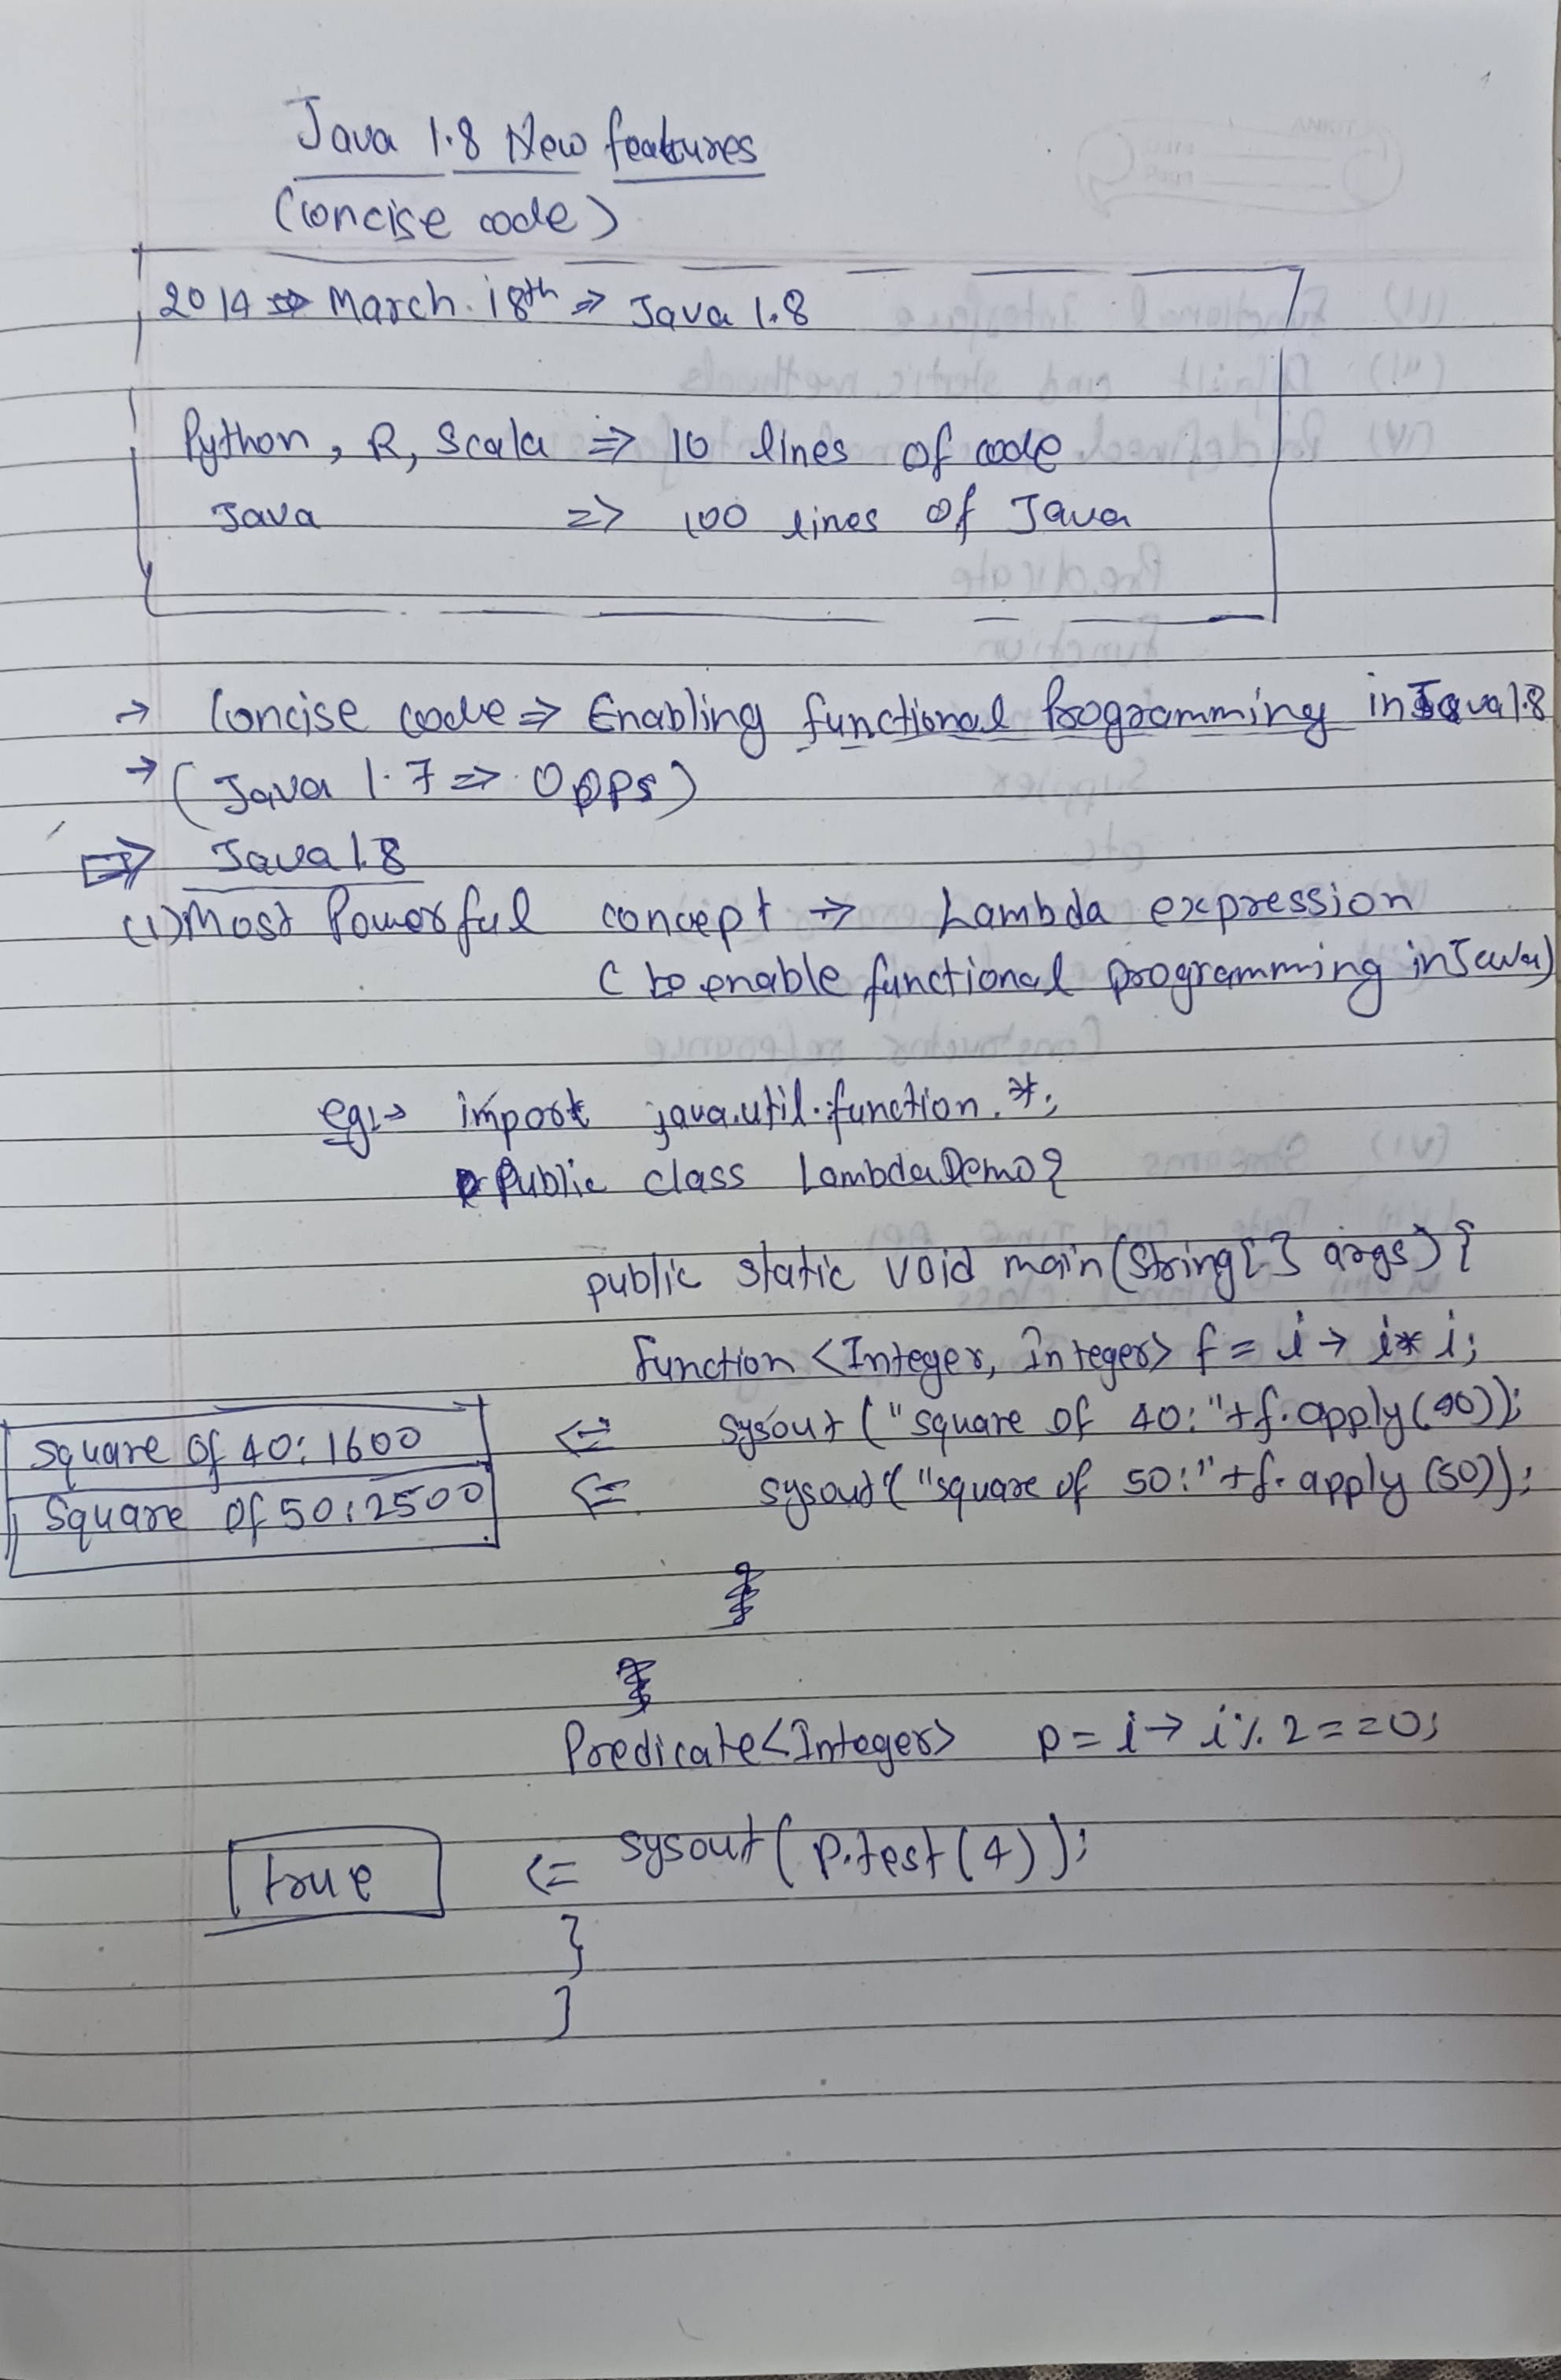 Java 1.8 New features
(Concise code)
2014 => March 18th => Java 1.8
Python, R, Scala => 10 lines of code
Java => 100 lines of Java
→ Concise code => Enabling functional Programming in Java 1.8
→ (Java 1.7 => Oops)
⇒ Java 1.8
(1) Most Powerful concept → Lambda expression
(to enable functional programming in Java)
eg:→ import java.util.function.*;
Public class LambdaDemo{
public static void main(String[] args) {
Function <Integer, Integer> f = i → i* i;
Square of 40: 1600 <= sysout("square of 40:"+f.apply(40));
Square of 50: 2500 <= sysout("square of 50:"+f.apply(50));
Predicate<Integer> p = i → i % 2 == 0;
true <= sysout(p.test(4));
}
}